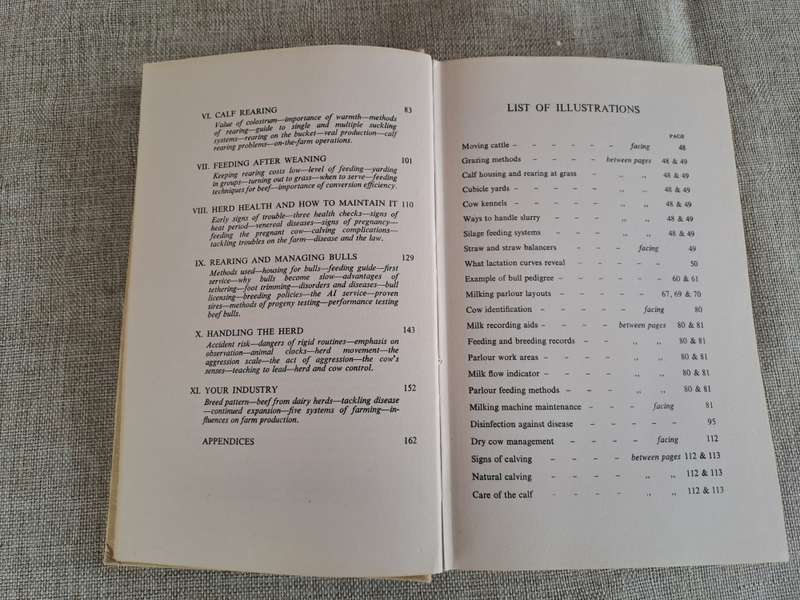 VI. CALF REARING 83
Value of colostrum—importance of warmth—methods
of rearing—guide to single and multiple suckling
systems—rearing on the bucket—veal production—calf
rearing problems—on-the-farm operations.
VII. FEEDING AFTER WEANING 101
Keeping rearing costs low—level of feeding—yarding
in groups—turning out to grass—when to serve—feeding
techniques for beef—importance of conversion efficiency.
VIII. HERD HEALTH AND HOW TO MAINTAIN IT 110
Early signs of trouble—three health checks—signs of
heat period—venereal diseases—signs of pregnancy—
feeding the pregnant cow—calving complications—
tackling troubles on the farm—disease and the law.
IX. REARING AND MANAGING BULLS 129
Methods used—housing for bulls—feeding guide—first
service—why bulls become slow—advantages of
tethering—foot trimming—disorders and diseases—bull
licensing—breeding policies—the AI service—proven
sires—methods of progeny testing—performance testing
beef bulls.
X. HANDLING THE HERD 143
Accident risk—dangers of rigid routines—emphasis on
observation—animal clocks—herd movement—the
aggression scale—the act of aggression—the cow's
senses—teaching to lead—herd and cow control.
XI. YOUR INDUSTRY 152
Breed pattern—beef from dairy herds—tackling disease
—continued expansion—five systems of farming—in-
fluences on farm production.
APPENDICES 162
LIST OF ILLUSTRATIONS
PAGE
Moving cattle – – – – – – facing 48
Grazing methods – – – – between pages 48 & 49
Calf housing and rearing at grass – – ,, ,, 48 & 49
Cubicle yards – – – – – ,, ,, 48 & 49
Cow kennels – – – – – ,, ,, 48 & 49
Ways to handle slurry – – – – ,, ,, 48 & 49
Silage feeding systems – – – – ,, ,, 48 & 49
Straw and straw balancers – – – facing 49
What lactation curves reveal – – – – 50
Example of bull pedigree – – – – – 60 & 61
Milking parlour layouts – – – – 67, 69 & 70
Cow identification – – – – – facing 80
Milk recording aids – – – between pages 80 & 81
Feeding and breeding records – – ,, ,, 80 & 81
Parlour work areas – – – – ,, ,, 80 & 81
Milk flow indicator – – – – ,, ,, 80 & 81
Parlour feeding methods – – – ,, ,, 80 & 81
Milking machine maintenance – – – facing 81
Disinfection against disease – – – – – 95
Dry cow management – – – – facing 112
Signs of calving – – – – between pages 112 & 113
Natural calving – – – – ,, ,, 112 & 113
Care of the calf – – – – ,, ,, 112 & 113